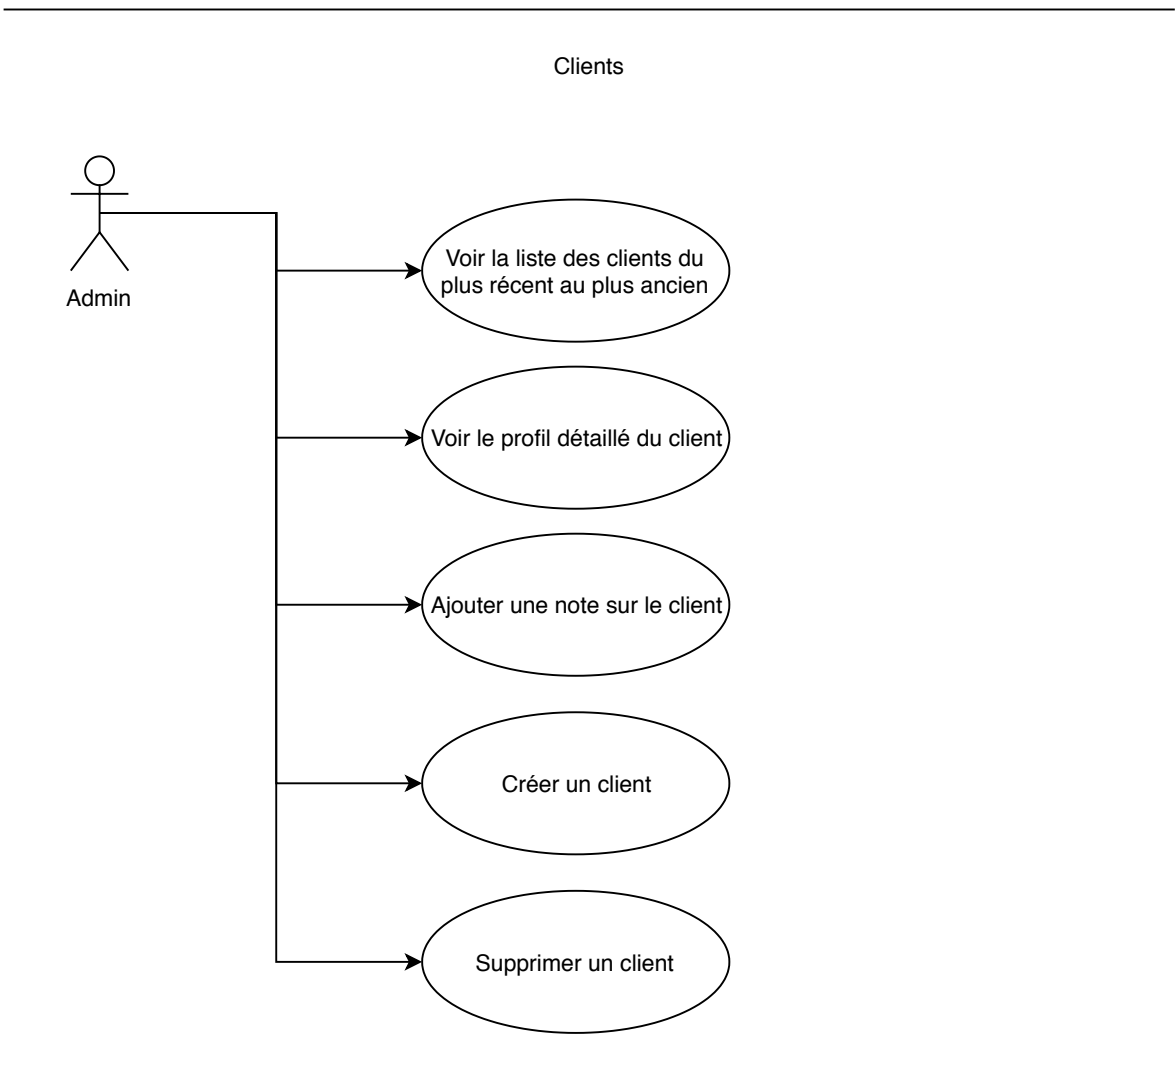 Clients
Admin
Voir la liste des clients du
plus récent au plus ancien
Voir le profil détaillé du client
Ajouter une note sur le client
Créer un client
Supprimer un client